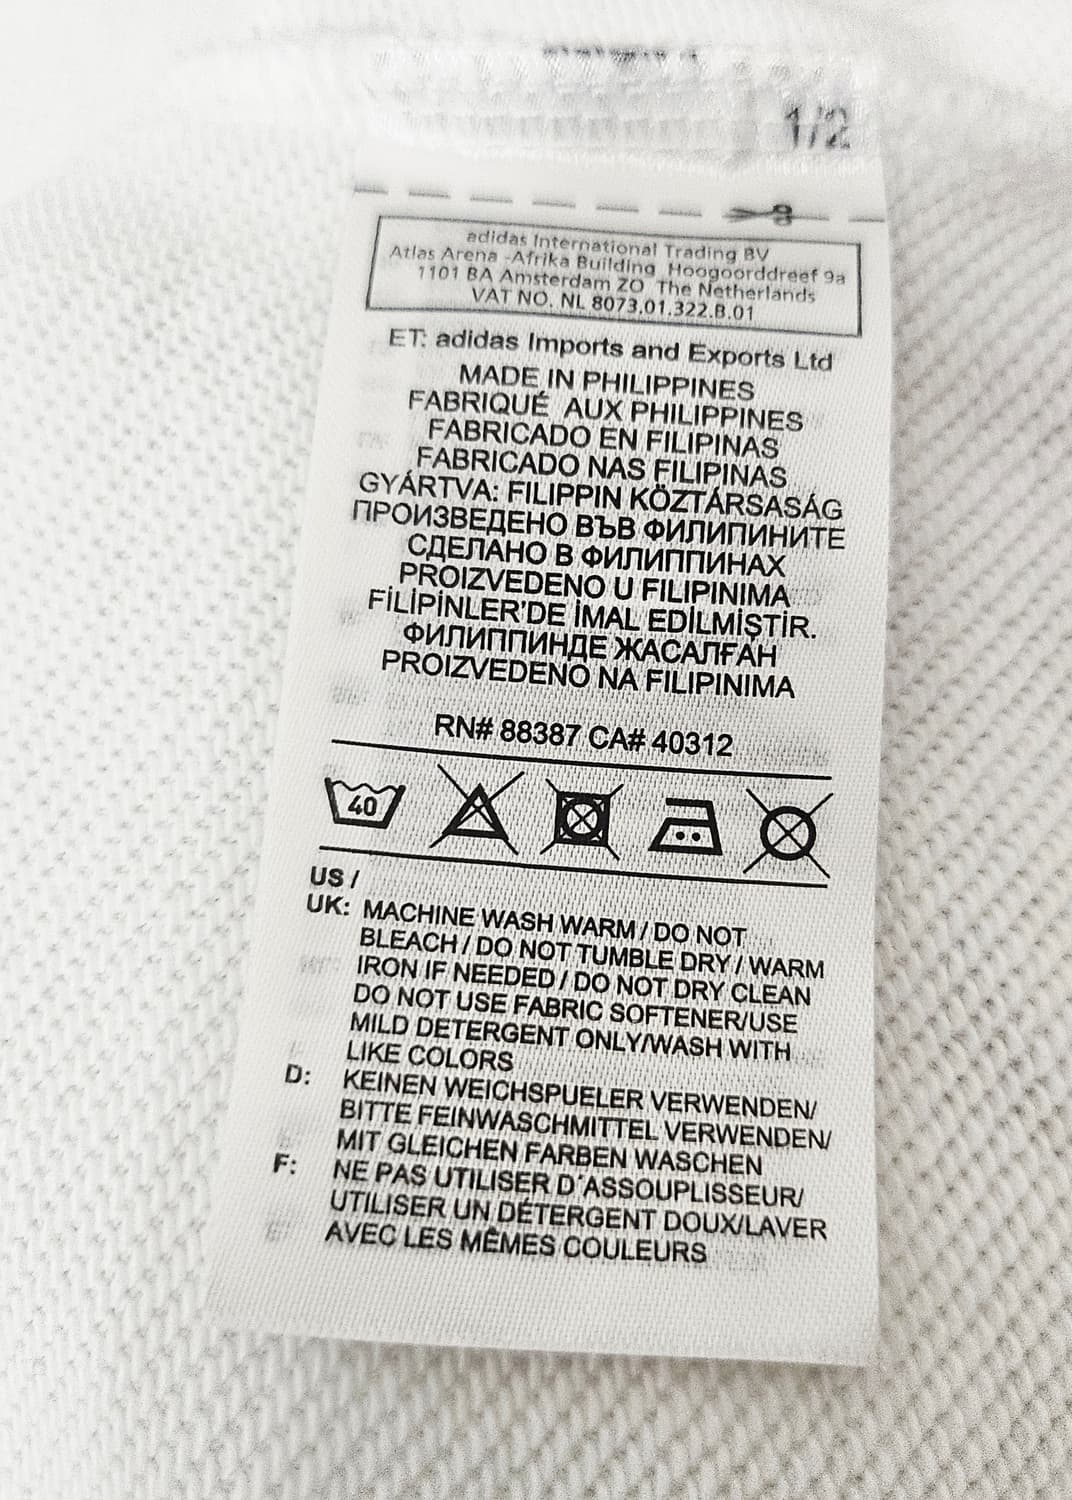 1/2
adidas International Trading BV
Atlas Arena -Afrika Building Hoogoorddreef 9a
1101 BA Amsterdam ZO The Netherlands
VAT NO. NL 8073.01.322.B.01
ET: adidas Imports and Exports Ltd
MADE IN PHILIPPINES
FABRIQUÉ AUX PHILIPPINES
FABRICADO EN FILIPINAS
FABRICADO NAS FILIPINAS
GYÁRTVA: FILIPPIN KÖZTÁRSASÁG
ПРОИЗВЕДЕНО ВЪВ ФИЛИПИНИТЕ
СДЕЛАНО В ФИЛИППИНАХ
PROIZVEDENO U FILIPINIMA
FİLİPİNLER'DE İMAL EDİLMİŞTİR.
ФИЛИППИНДЕ ЖАСАЛҒАН
PROIZVEDENO NA FILIPINIMA
RN# 88387 CA# 40312
40
US /
UK: MACHINE WASH WARM / DO NOT
BLEACH / DO NOT TUMBLE DRY / WARM
IRON IF NEEDED / DO NOT DRY CLEAN
DO NOT USE FABRIC SOFTENER/USE
MILD DETERGENT ONLY/WASH WITH
LIKE COLORS
D: KEINEN WEICHSPUELER VERWENDEN/
BITTE FEINWASCHMITTEL VERWENDEN/
MIT GLEICHEN FARBEN WASCHEN
F: NE PAS UTILISER D´ASSOUPLISSEUR/
UTILISER UN DÉTERGENT DOUX/LAVER
AVEC LES MÊMES COULEURS